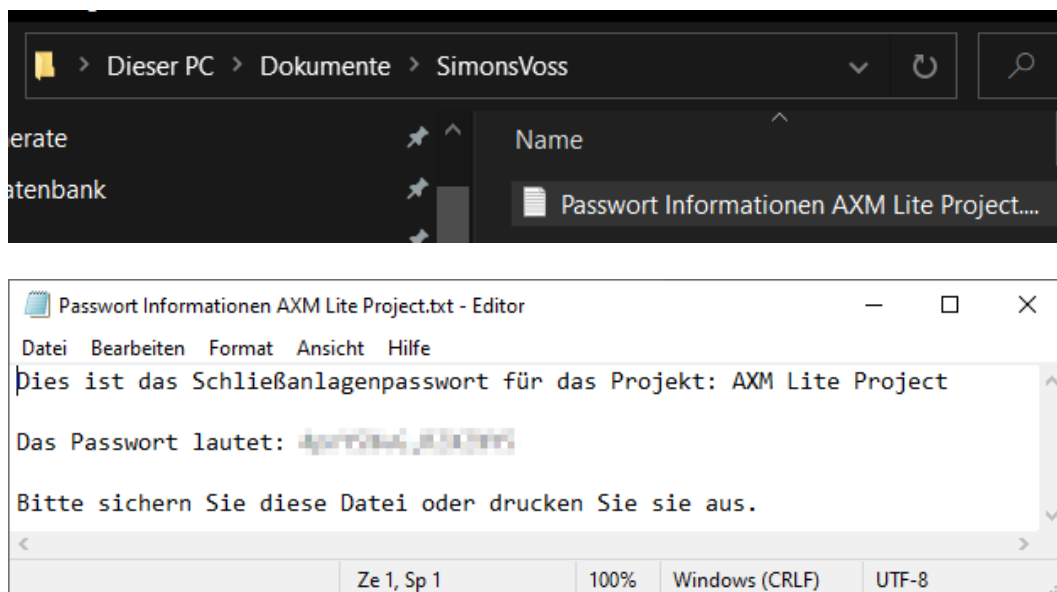 Dieser PC > Dokumente > SimonsVoss
erate
Name
atenbank
Passwort Informationen AXM Lite Project....
Passwort Informationen AXM Lite Project.txt - Editor
Datei Bearbeiten Format Ansicht Hilfe
Dies ist das Schließanlagenpasswort für das Projekt: AXM Lite Project
Das Passwort lautet:
Bitte sichern Sie diese Datei oder drucken Sie sie aus.
Ze 1, Sp 1 100% Windows (CRLF) UTF-8